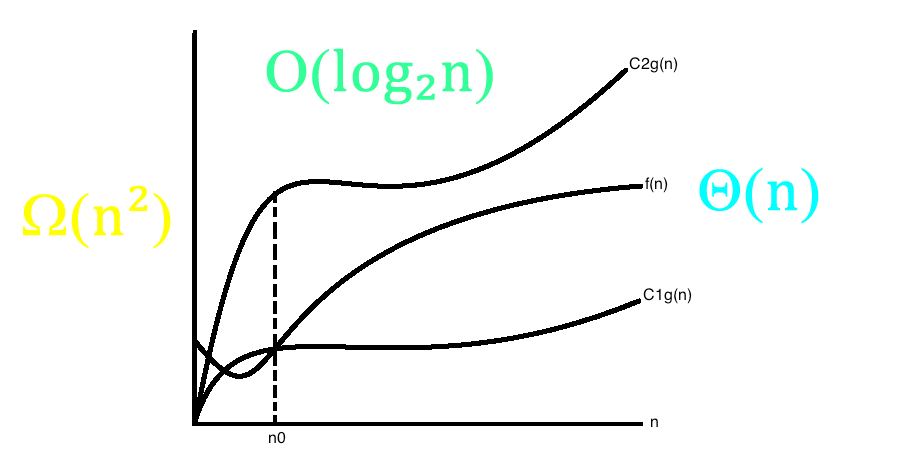 O(log₂n)
C2g(n)
Ω(n²)
f(n)
Θ(n)
C1g(n)
n
n0